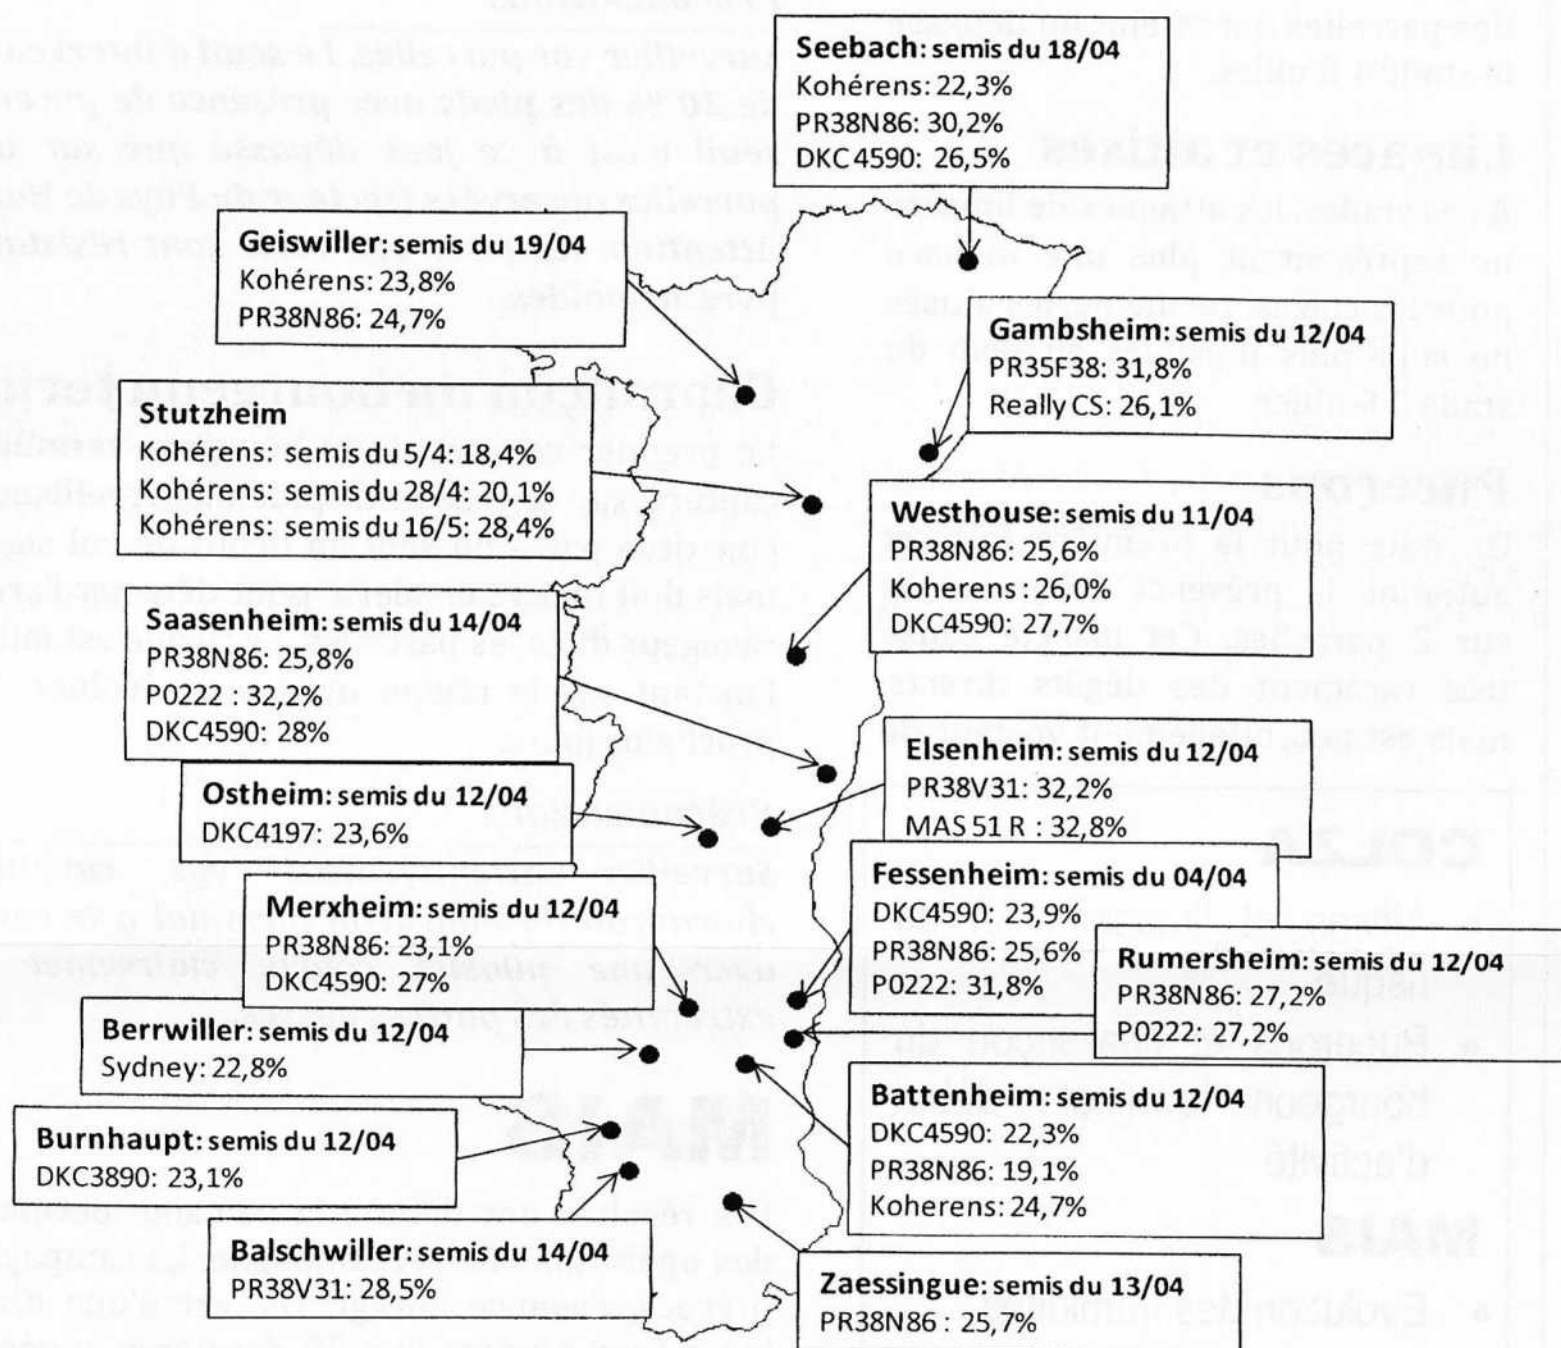 Seebach: semis du 18/04
Kohérens: 22,3%
PR38N86: 30,2%
DKC4590: 26,5%
Geiswiller: semis du 19/04
Kohérens: 23,8%
PR38N86: 24,7%
Gambsheim: semis du 12/04
PR35F38: 31,8%
Really CS: 26,1%
Stutzheim
Kohérens: semis du 5/4: 18,4%
Kohérens: semis du 28/4: 20,1%
Kohérens: semis du 16/5: 28,4%
Westhouse: semis du 11/04
PR38N86: 25,6%
Koherens: 26,0%
DKC4590: 27,7%
Saasenheim: semis du 14/04
PR38N86: 25,8%
P0222 : 32,2%
DKC4590: 28%
Elsenheim: semis du 12/04
PR38V31: 32,2%
MAS 51 R : 32,8%
Ostheim: semis du 12/04
DKC4197: 23,6%
Fessenheim: semis du 04/04
DKC4590: 23,9%
PR38N86: 25,6%
P0222: 31,8%
Merxheim: semis du 12/04
PR38N86: 23,1%
DKC4590: 27%
Rumersheim: semis du 12/04
PR38N86: 27,2%
P0222: 27,2%
Berrwiller: semis du 12/04
Sydney: 22,8%
Battenheim: semis du 12/04
DKC4590: 22,3%
PR38N86: 19,1%
Koherens: 24,7%
Burnhaupt: semis du 12/04
DKC3890: 23,1%
Balschwiller: semis du 14/04
PR38V31: 28,5%
Zaessingue: semis du 13/04
PR38N86 : 25,7%